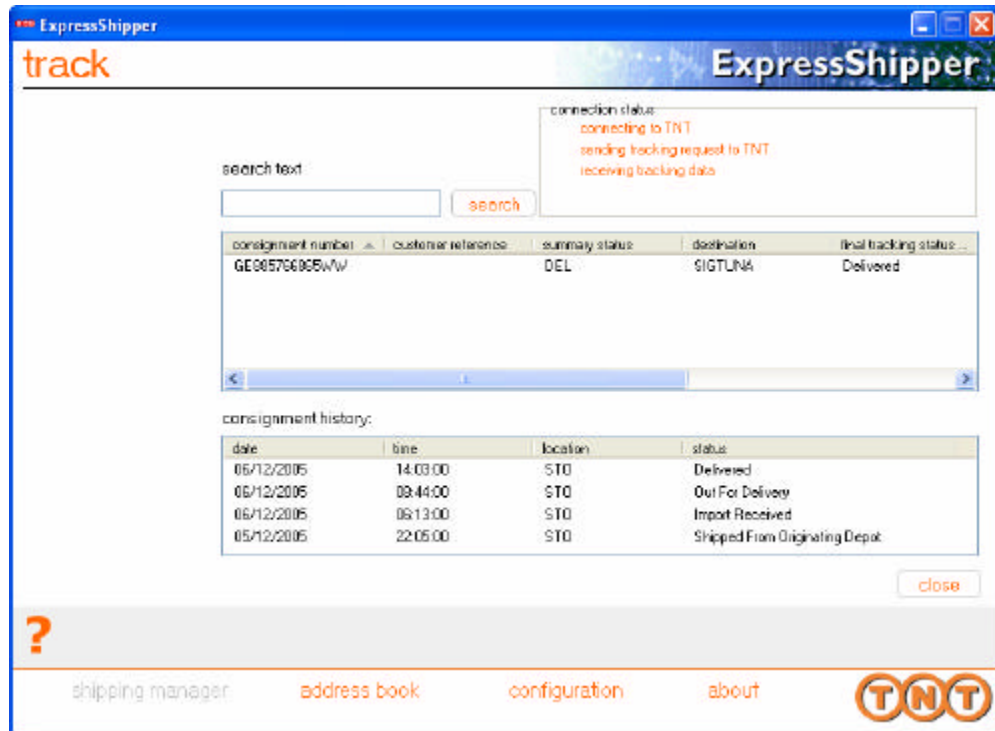 ExpressShipper
track
ExpressShipper
connection status
connecting to TNT
sending tracking request to TNT
receiving tracking data
search text
search
consignment number customer reference summary status destination final tracking status ...
DEL SIGTUNA Delivered
consignment history:
date time location status
06/12/2005 14:03:00 STO Delivered
06/12/2005 STO Out For Delivery
06/12/2005 06:13:00 STO Import Received
05/12/2005 22:05:00 STO Shipped From Originating Depot
close
?
shipping manager address book configuration about TNT